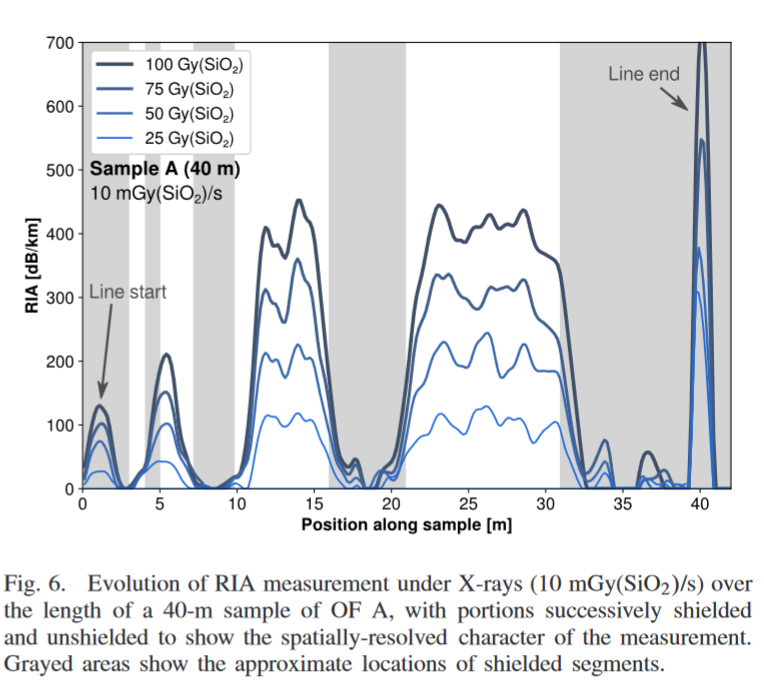 700
600
500
400
300
200
100
0
RIA [dB/km]
100 Gy(SiO₂)
75 Gy(SiO₂)
50 Gy(SiO₂)
25 Gy(SiO₂)
Sample A (40 m)
10 mGy(SiO₂)/s
Line start
Line end
0 5 10 15 20 25 30 35 40
Position along sample [m]
Fig. 6. Evolution of RIA measurement under X-rays (10 mGy(SiO₂)/s) over
the length of a 40-m sample of OF A, with portions successively shielded
and unshielded to show the spatially-resolved character of the measurement.
Grayed areas show the approximate locations of shielded segments.